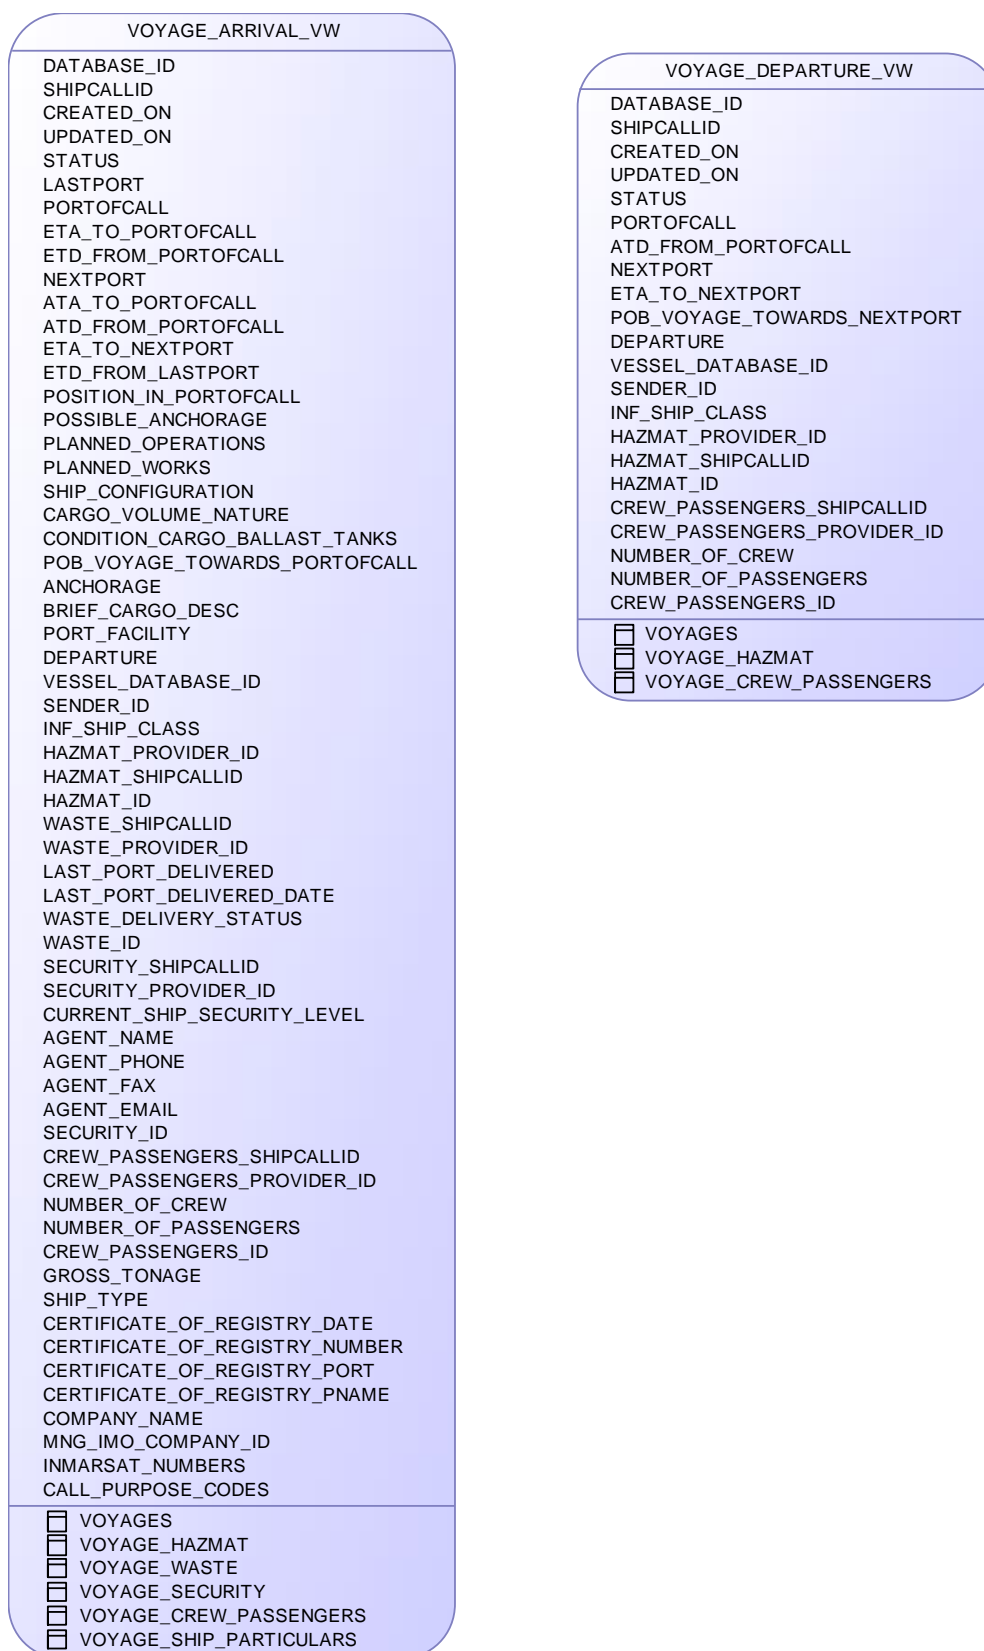 VOYAGE_ARRIVAL_VW
DATABASE_ID
SHIPCALLID
CREATED_ON
UPDATED_ON
STATUS
LASTPORT
PORTOFCALL
ETA_TO_PORTOFCALL
ETD_FROM_PORTOFCALL
NEXTPORT
ATA_TO_PORTOFCALL
ATD_FROM_PORTOFCALL
ETA_TO_NEXTPORT
ETD_FROM_LASTPORT
POSITION_IN_PORTOFCALL
POSSIBLE_ANCHORAGE
PLANNED_OPERATIONS
PLANNED_WORKS
SHIP_CONFIGURATION
CARGO_VOLUME_NATURE
CONDITION_CARGO_BALLAST_TANKS
POB_VOYAGE_TOWARDS_PORTOFCALL
ANCHORAGE
BRIEF_CARGO_DESC
PORT_FACILITY
DEPARTURE
VESSEL_DATABASE_ID
SENDER_ID
INF_SHIP_CLASS
HAZMAT_PROVIDER_ID
HAZMAT_SHIPCALLID
HAZMAT_ID
WASTE_SHIPCALLID
WASTE_PROVIDER_ID
LAST_PORT_DELIVERED
LAST_PORT_DELIVERED_DATE
WASTE_DELIVERY_STATUS
WASTE_ID
SECURITY_SHIPCALLID
SECURITY_PROVIDER_ID
CURRENT_SHIP_SECURITY_LEVEL
AGENT_NAME
AGENT_PHONE
AGENT_FAX
AGENT_EMAIL
SECURITY_ID
CREW_PASSENGERS_SHIPCALLID
CREW_PASSENGERS_PROVIDER_ID
NUMBER_OF_CREW
NUMBER_OF_PASSENGERS
CREW_PASSENGERS_ID
GROSS_TONAGE
SHIP_TYPE
CERTIFICATE_OF_REGISTRY_DATE
CERTIFICATE_OF_REGISTRY_NUMBER
CERTIFICATE_OF_REGISTRY_PORT
CERTIFICATE_OF_REGISTRY_PNAME
COMPANY_NAME
MNG_IMO_COMPANY_ID
INMARSAT_NUMBERS
CALL_PURPOSE_CODES
VOYAGES
VOYAGE_HAZMAT
VOYAGE_WASTE
VOYAGE_SECURITY
VOYAGE_CREW_PASSENGERS
VOYAGE_SHIP_PARTICULARS
VOYAGE_DEPARTURE_VW
DATABASE_ID
SHIPCALLID
CREATED_ON
UPDATED_ON
STATUS
PORTOFCALL
ATD_FROM_PORTOFCALL
NEXTPORT
ETA_TO_NEXTPORT
POB_VOYAGE_TOWARDS_NEXTPORT
DEPARTURE
VESSEL_DATABASE_ID
SENDER_ID
INF_SHIP_CLASS
HAZMAT_PROVIDER_ID
HAZMAT_SHIPCALLID
HAZMAT_ID
CREW_PASSENGERS_SHIPCALLID
CREW_PASSENGERS_PROVIDER_ID
NUMBER_OF_CREW
NUMBER_OF_PASSENGERS
CREW_PASSENGERS_ID
VOYAGES
VOYAGE_HAZMAT
VOYAGE_CREW_PASSENGERS